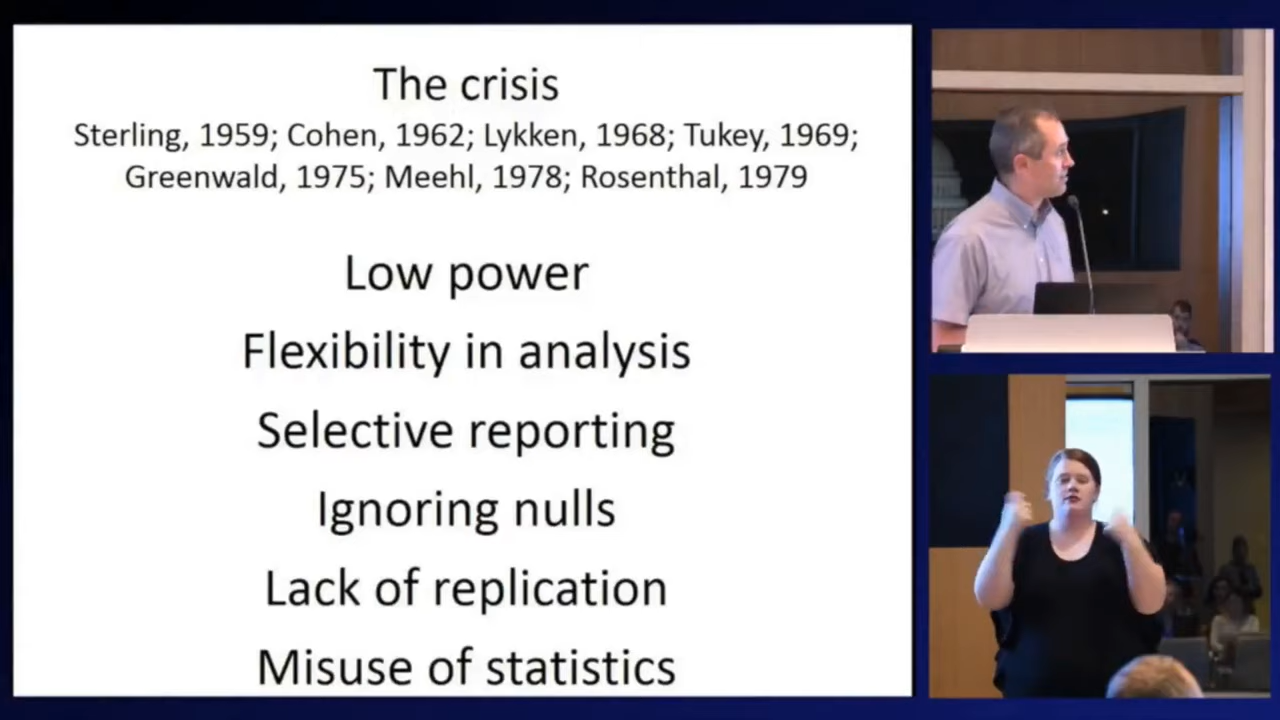 The crisis
Sterling, 1959; Cohen, 1962; Lykken, 1968; Tukey, 1969;
Greenwald, 1975; Meehl, 1978; Rosenthal, 1979
Low power
Flexibility in analysis
Selective reporting
Ignoring nulls
Lack of replication
Misuse of statistics